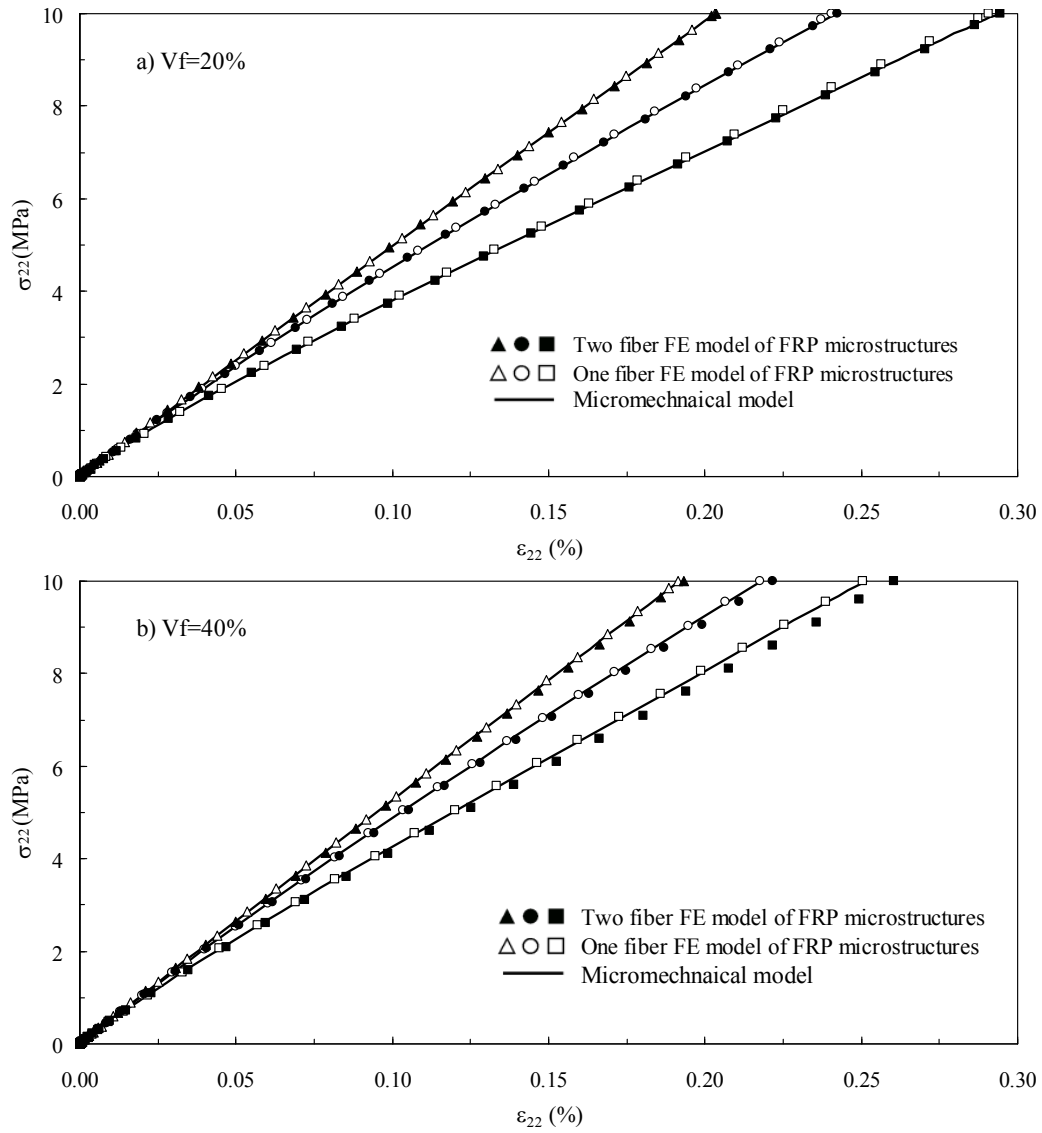 10
8
6
4
2
0
σ22(MPa)
a) Vf=20%
Two fiber FE model of FRP microstructures
One fiber FE model of FRP microstructures
Micromechnaical model
0.00 0.05 0.10 0.15 0.20 0.25 0.30
ε22 (%)
10
8
6
4
2
0
σ22(MPa)
b) Vf=40%
Two fiber FE model of FRP microstructures
One fiber FE model of FRP microstructures
Micromechnaical model
0.00 0.05 0.10 0.15 0.20 0.25 0.30
ε22 (%)